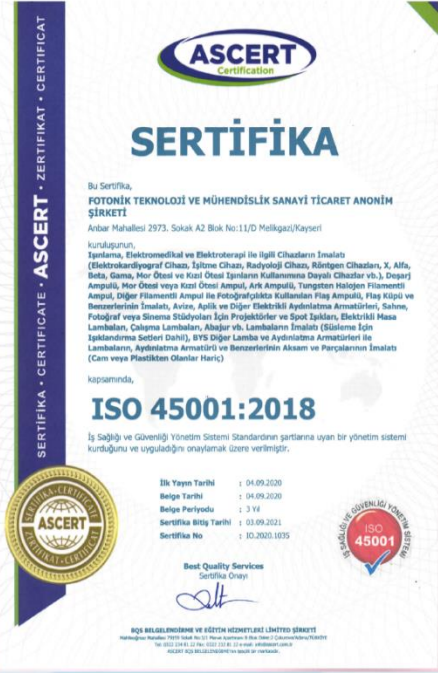 ASCERT
Certification
SERTİFİKA
SERTİFİKA • CERTIFICATE • ASCERT • ZERTIFIKAT • CERTIFICAT
Bu Sertifika,
FOTONİK TEKNOLOJİ VE MÜHENDİSLİK SANAYİ TİCARET ANONİM
ŞİRKETİ
Anbar Mahallesi 2973. Sokak A2 Blok No:11/D Melikgazi/Kayseri
kuruluşunun,
Işınlama, Elektromedikal ve Elektroterapi ile ilgili Cihazların İmalatı
(Elektrokardiyograf Cihazı, İşitme Cihazı, Radyoloji Cihazı, Röntgen Cihazları, X, Alfa,
Beta, Gama, Mor Ötesi ve Kızıl Ötesi Işınların Kullanımına Dayalı Cihazlar vb.), Deşarj
Ampulü, Mor Ötesi veya Kızıl Ötesi Ampul, Ark Ampulü, Tungsten Halojen Filamentli
Ampul, Diğer Filamentli Ampul ile Fotoğrafçılıkta Kullanılan Flaş Ampulü, Flaş Küpü ve
Benzerlerinin İmalatı, Avize, Aplik ve Diğer Elektrikli Aydınlatma Armatürleri, Sahne,
Fotoğraf veya Sinema Stüdyoları İçin Projektörler ve Spot Işıkları, Elektrikli Masa
Lambaları, Çalışma Lambaları, Abajur vb. Lambaların İmalatı (Süsleme İçin
Işıklandırma Setleri Dahil), BYS Diğer Lamba ve Aydınlatma Armatürleri ile
Lambaların, Aydınlatma Armatürü ve Benzerlerinin Aksam ve Parçalarının İmalatı
(Cam veya Plastikten Olanlar Hariç)
kapsamında,
ISO 45001:2018
İş Sağlığı ve Güvenliği Yönetim Sistemi Standardının şartlarına uyan bir yönetim sistemi
kurduğunu ve uyguladığını onaylamak üzere verilmiştir.
İlk Yayın Tarihi : 04.09.2020
Belge Tarihi : 04.09.2020
Belge Periyodu : 3 Yıl
Sertifika Bitiş Tarihi : 03.09.2021
Sertifika No : IO.2020.1035
SERTIFIKA • CERTIFICATE
ASCERT
ZERTIFIKAT • CERTIFICAT
İŞ SAĞLIĞI VE GÜVENLİĞİ YÖNETİM SİSTEMİ
ISO
45001
Best Quality Services
Sertifika Onayı
BQS BELGELENDİRME VE EĞİTİM HİZMETLERİ LİMİTED ŞİRKETİ